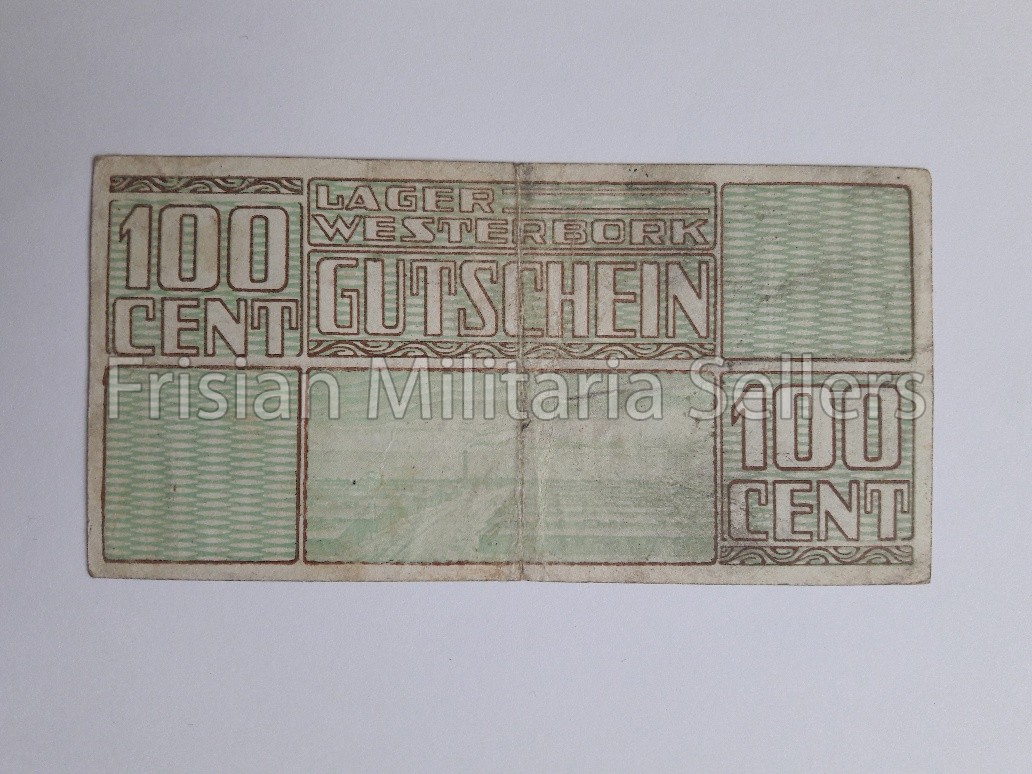 100
CENT
LAGER
WESTERBORK
GUTSCHEIN
Frisian Militaria Sellers
100
CENT